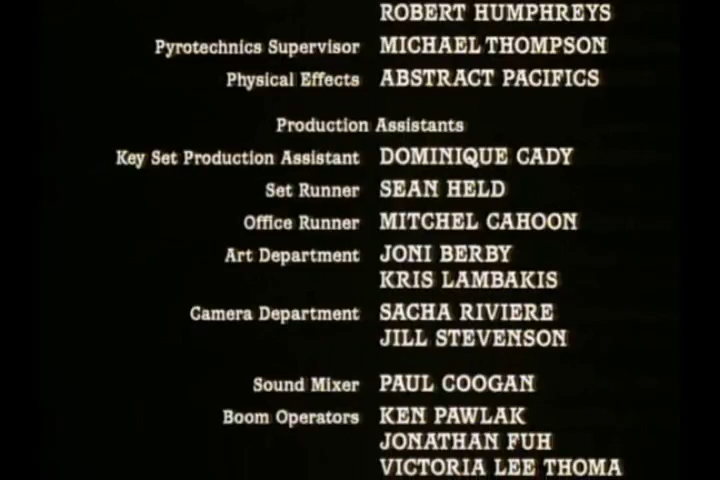 ROBERT HUMPHREYS
Pyrotechnics Supervisor MICHAEL THOMPSON
Physical Effects ABSTRACT PACIFICS
Production Assistants
Key Set Production Assistant DOMINIQUE CADY
Set Runner SEAN HELD
Office Runner MITCHEL CAHOON
Art Department JONI BERBY
KRIS LAMBAKIS
Camera Department SACHA RIVIERE
JILL STEVENSON
Sound Mixer PAUL COOGAN
Boom Operators KEN PAWLAK
JONATHAN FUH
VICTORIA LEE THOMA